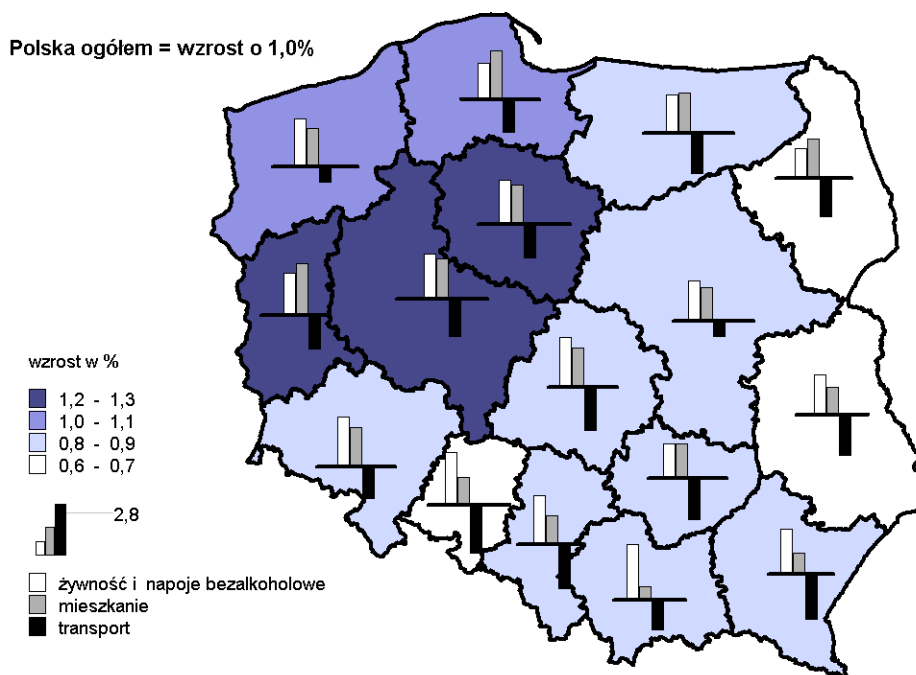 Polska ogółem = wzrost o 1,0%
wzrost w %
1,2 - 1,3
1,0 - 1,1
0,8 - 0,9
0,6 - 0,7
2,8
żywność i napoje bezalkoholowe
mieszkanie
transport